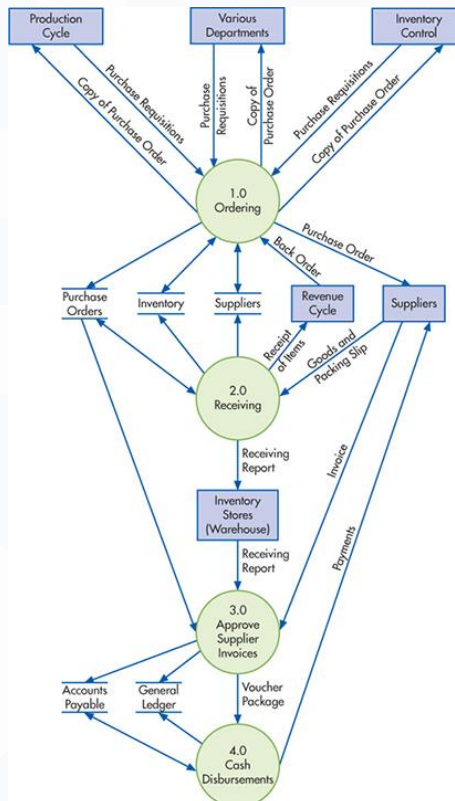 Production
Cycle
Various
Departments
Inventory
Control
Purchase Requisitions
Copy of Purchase Order
Purchase
Requisitions
Copy of
Purchase Order
Purchase Requisitions
Copy of Purchase Order
1.0
Ordering
Purchase Order
Back Order
Purchase
Orders
Inventory
Suppliers
Revenue
Cycle
Suppliers
Receipt
of Items
Goods and
Packing Slip
2.0
Receiving
Receiving
Report
Invoice
Payments
Inventory
Stores
(Warehouse)
Receiving
Report
3.0
Approve
Supplier
Invoices
Accounts
Payable
General
Ledger
Voucher
Package
4.0
Cash
Disbursements